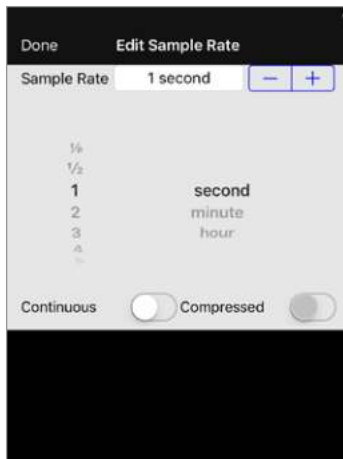 Done Edit Sample Rate
Sample Rate 1 second − +
½
1 second
2 minute
3 hour
4
Continuous Compressed